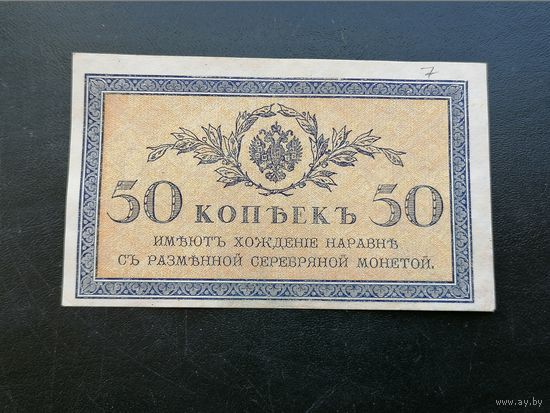 7
50 КОПѢЕКЪ 50
ИМѢЮТЪ ХОЖДЕНІЕ НАРАВНѢ
СЪ РАЗМѢННОЙ СЕРЕБРЯНОЙ МОНЕТОЙ.
www.ay.by